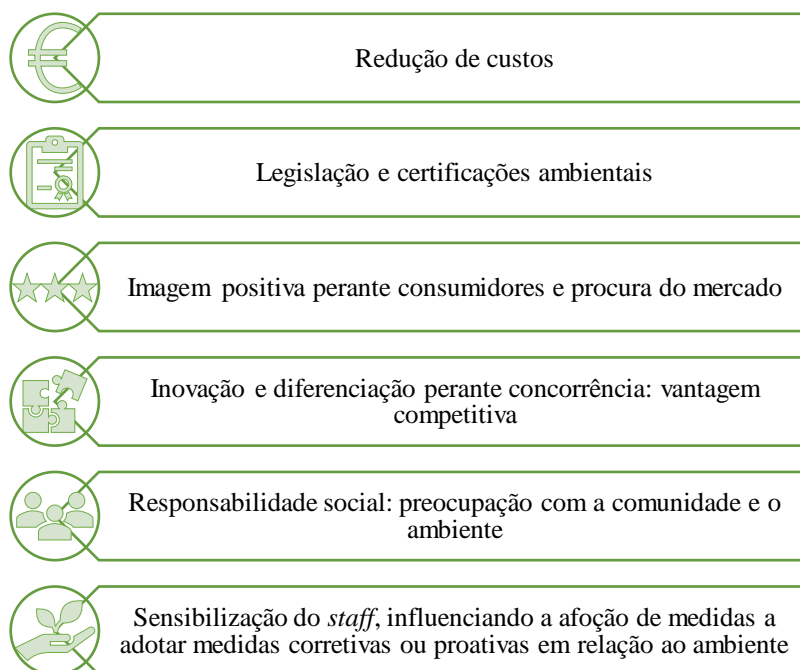 Redução de custos
Legislação e certificações ambientais
Imagem positiva perante consumidores e procura do mercado
Inovação e diferenciação perante concorrência: vantagem
competitiva
Responsabilidade social: preocupação com a comunidade e o
ambiente
Sensibilização do staff, influenciando a afoção de medidas a
adotar medidas corretivas ou proativas em relação ao ambiente